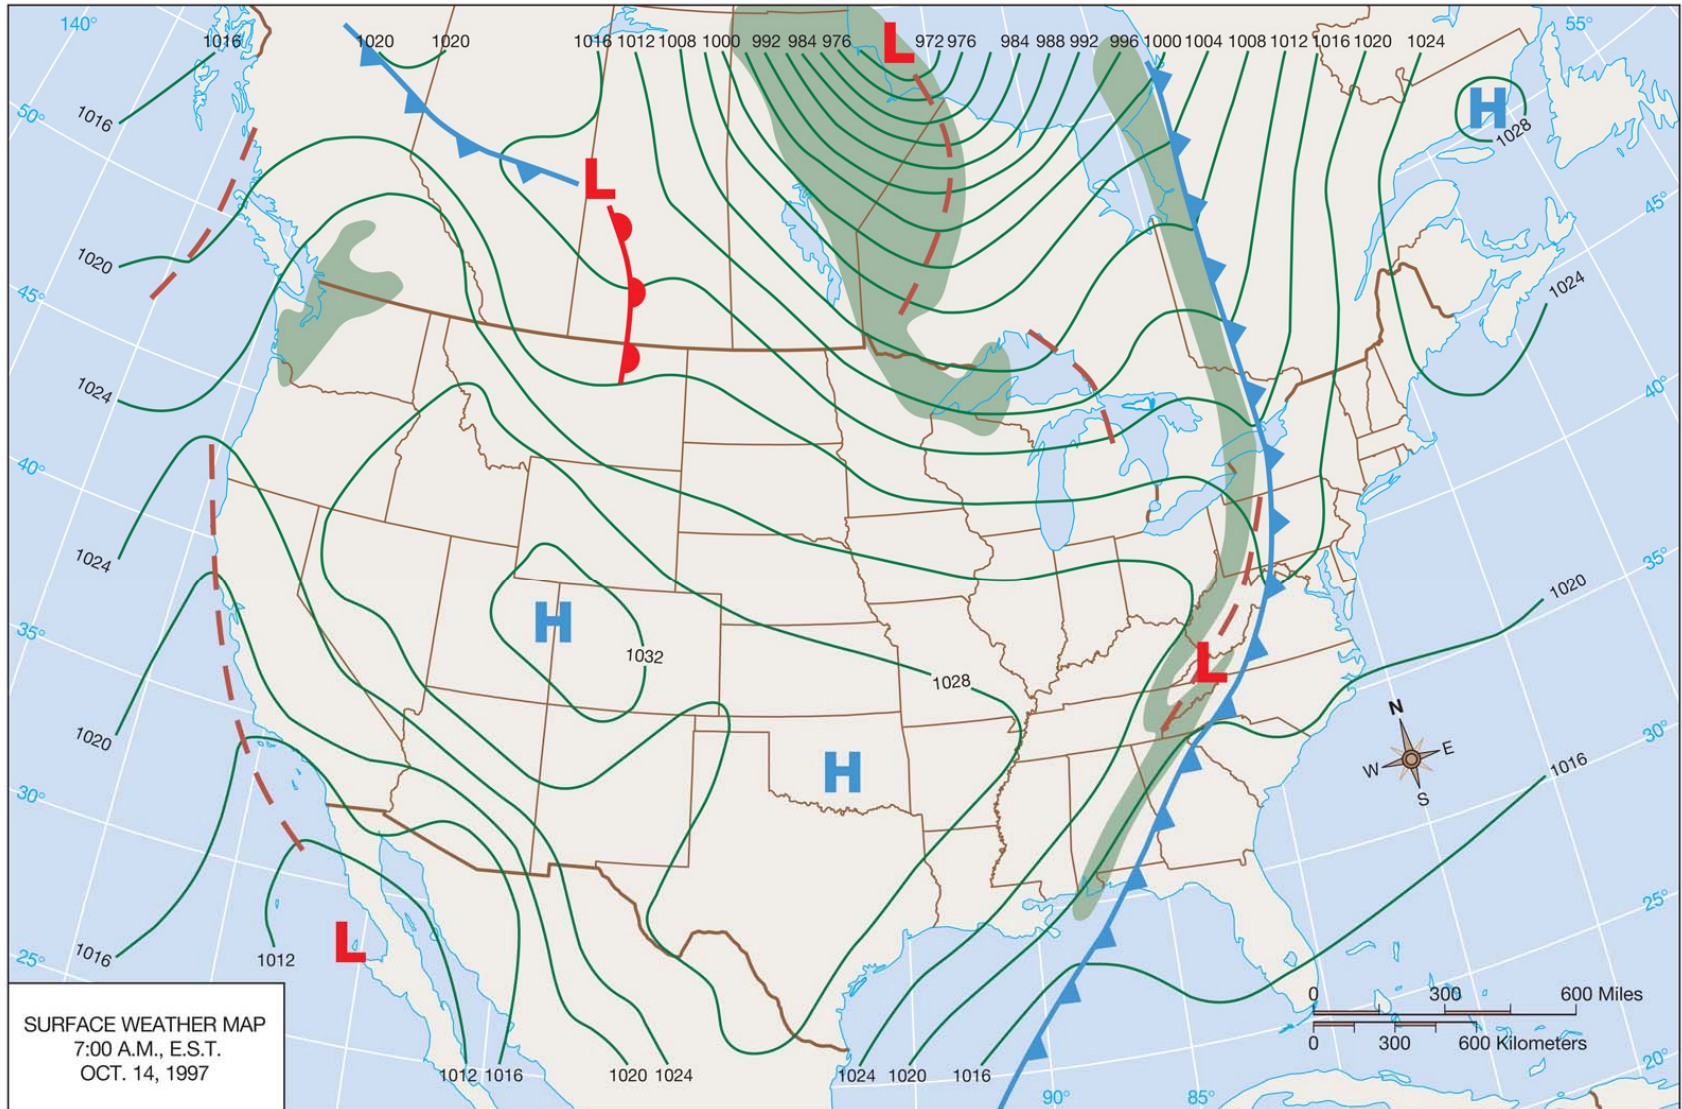 140°
55°
1016
1020
1020
1016 1012 1008 1000 992 984 976
L
972 976 984 988 992 996 1000 1004 1008 1012 1016 1020 1024
H
1028
50°
1016
L
45°
1020
1024
45°
1024
40°
40°
1024
35°
1020
H
1032
1028
L
35°
1020
N
W
E
S
30°
H
1016
30°
1016
1012
L
25°
25°
0 300 600 Miles
0 300 600 Kilometers
20°
SURFACE WEATHER MAP
7:00 A.M., E.S.T.
OCT. 14, 1997
1012 1016 1020 1024 1024 1020 1016
90°
85°